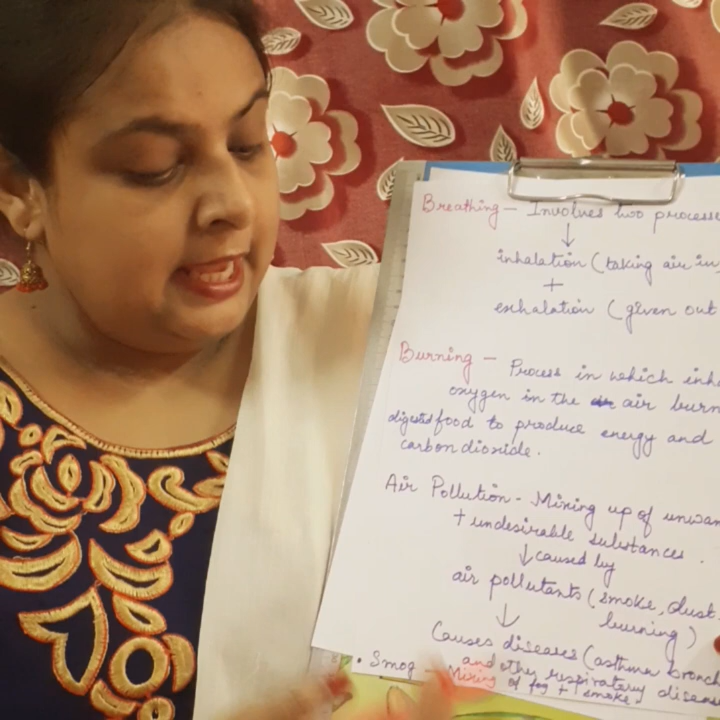 Breathing – Involves two processe
↓
inhalation (taking air in
+
exhalation (given out
Burning – Process in which inh
oxygen in the air burn
digested food to produce energy and
carbon dioxide.
Air Pollution - Mixing up of unwan
+ undesirable substances.
↓ caused by
air pollutants (smoke, dust
burning)
↓
Causes diseases (asthma bronch
and other respiratory disease
• Smog – Mixing of fog + smoke